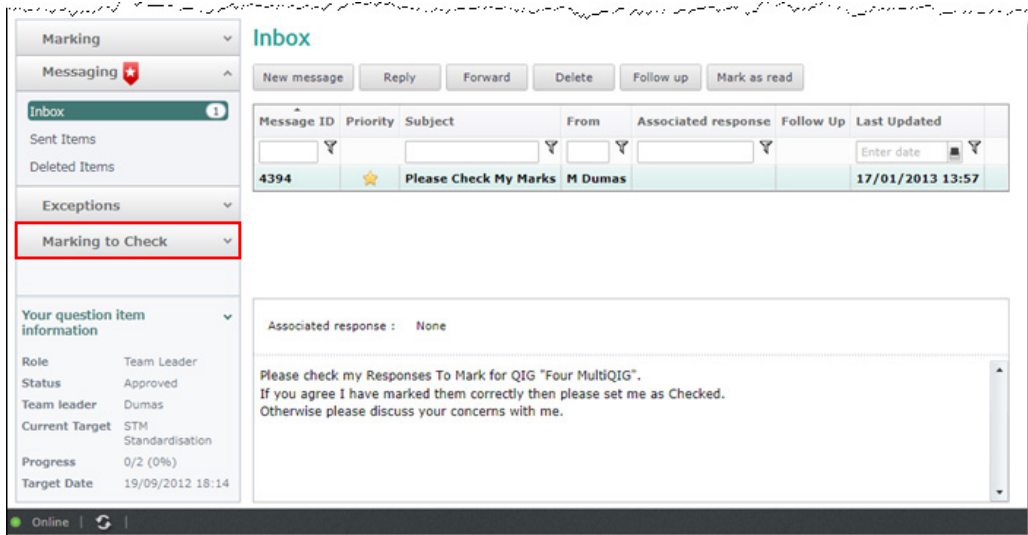 Marking
Messaging
Inbox 1
Sent Items
Deleted Items
Exceptions
Marking to Check
Your question item
information
Role Team Leader
Status Approved
Team leader Dumas
Current Target STM
Standardisation
Progress 0/2 (0%)
Target Date 19/09/2012 18:14
Inbox
New message Reply Forward Delete Follow up Mark as read
Message ID Priority Subject From Associated response Follow Up Last Updated
Enter date
4394 Please Check My Marks M Dumas 17/01/2013 13:57
Associated response : None
Please check my Responses To Mark for QIG "Four MultiQIG".
If you agree I have marked them correctly then please set me as Checked.
Otherwise please discuss your concerns with me.
Online